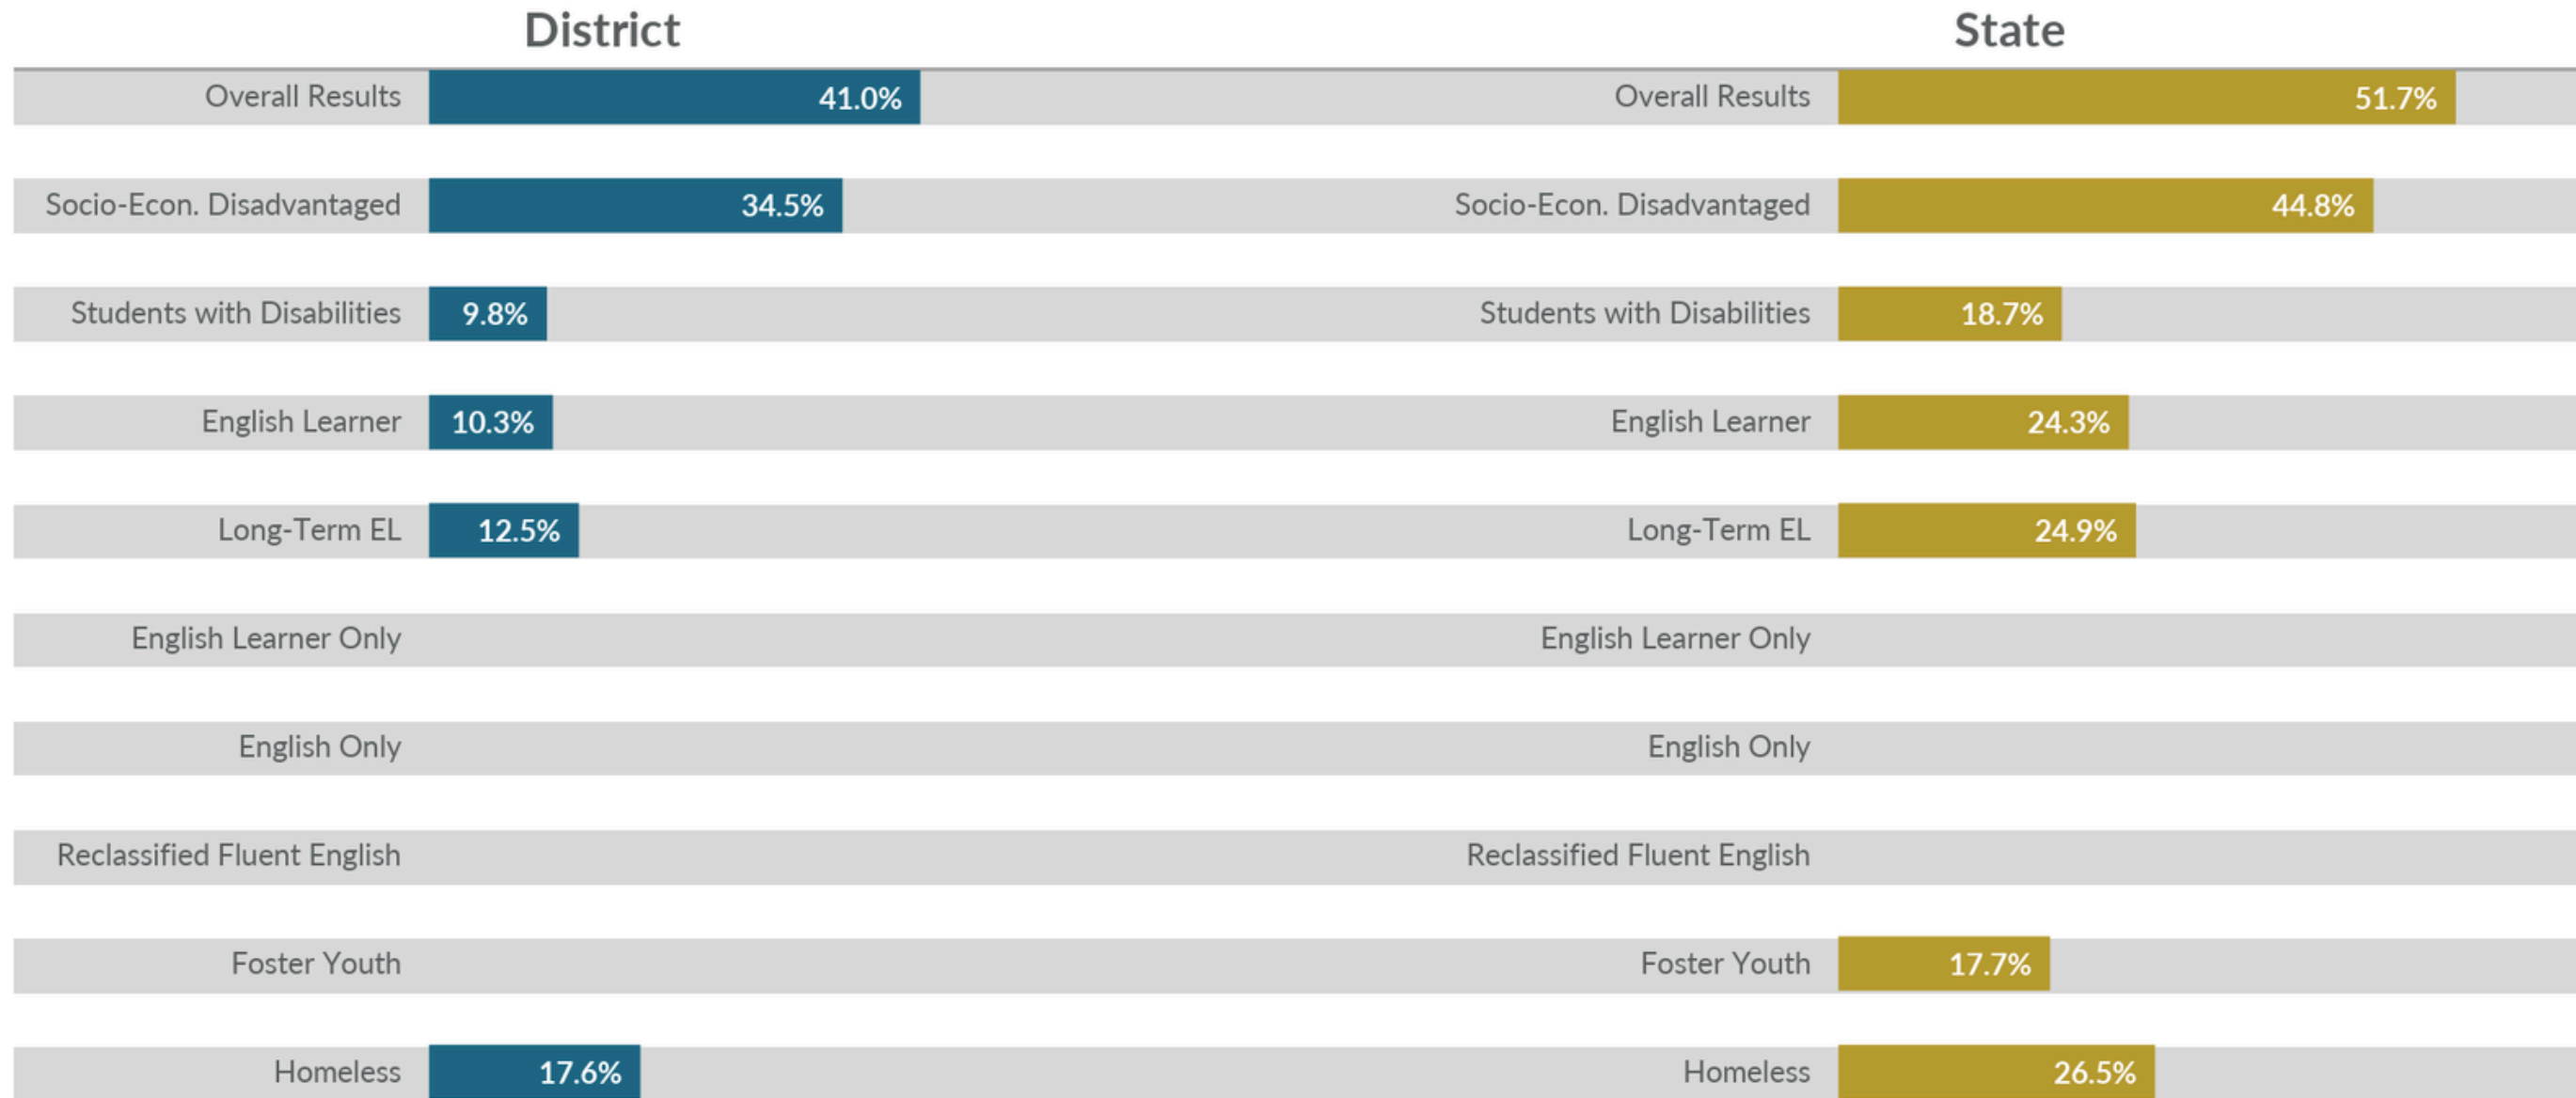 District State
Overall Results 41.0% Overall Results 51.7%
Socio-Econ. Disadvantaged 34.5% Socio-Econ. Disadvantaged 44.8%
Students with Disabilities 9.8% Students with Disabilities 18.7%
English Learner 10.3% English Learner 24.3%
Long-Term EL 12.5% Long-Term EL 24.9%
English Learner Only English Learner Only
English Only English Only
Reclassified Fluent English Reclassified Fluent English
Foster Youth Foster Youth 17.7%
Homeless 17.6% Homeless 26.5%